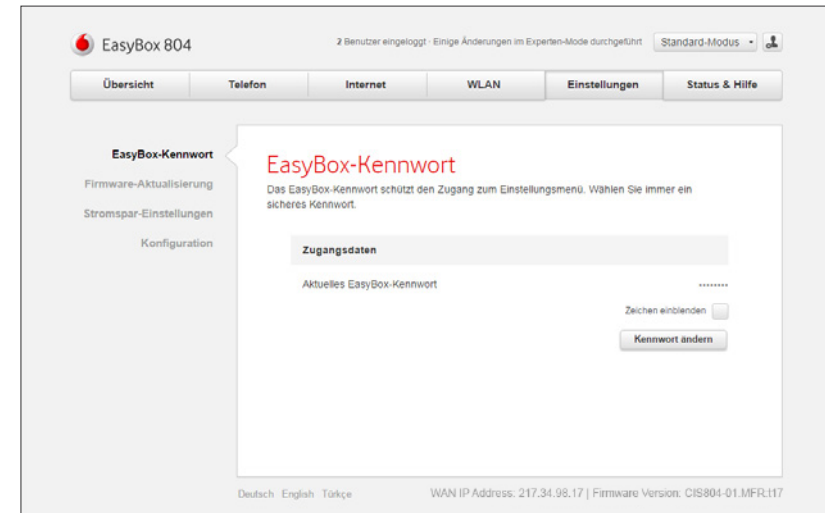 EasyBox 804
2 Benutzer eingeloggt - Einige Änderungen im Experten-Mode durchgeführt
Standard-Modus
Übersicht Telefon Internet WLAN Einstellungen Status & Hilfe
EasyBox-Kennwort
Firmware-Aktualisierung
Stromspar-Einstellungen
Konfiguration
EasyBox-Kennwort
Das EasyBox-Kennwort schützt den Zugang zum Einstellungsmenü. Wählen Sie immer ein
sicheres Kennwort.
Zugangsdaten
Aktuelles EasyBox-Kennwort ········
Zeichen einblenden
Kennwort ändern
Deutsch English Türkçe
WAN IP Address: 217.34.98.17 | Firmware Version: CIS804-01.MFR.t17